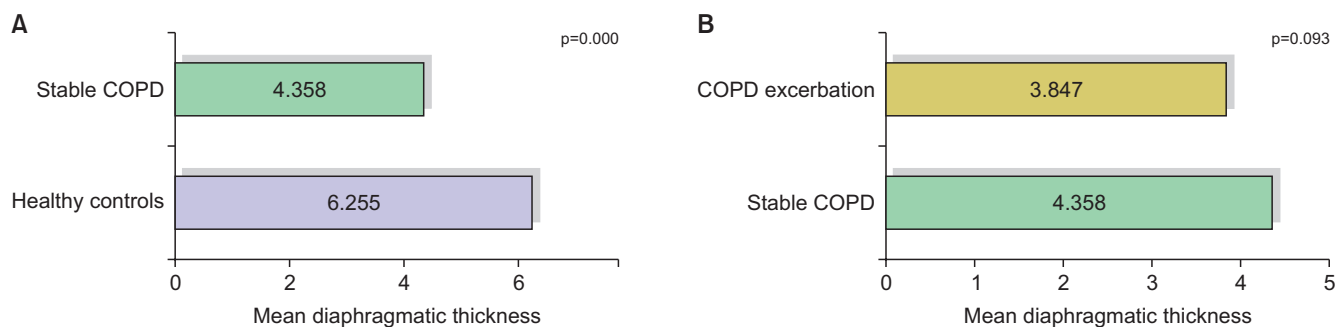 A
p=0.000
Stable COPD
4.358
Healthy controls
6.255
0 2 4 6
Mean diaphragmatic thickness
B
p=0.093
COPD excerbation
3.847
Stable COPD
4.358
0 1 2 3 4 5
Mean diaphragmatic thickness